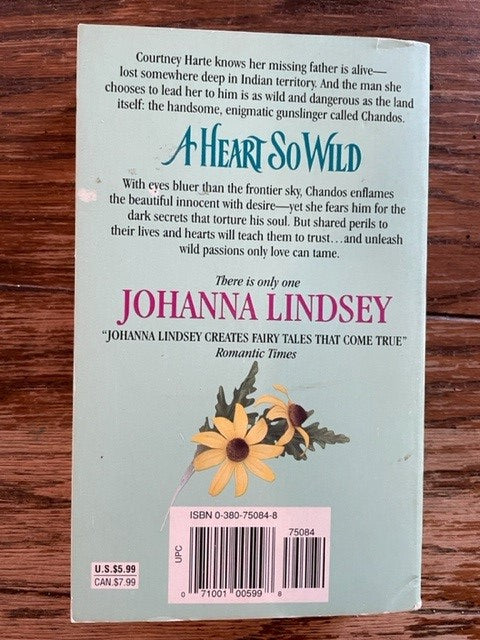 Courtney Harte knows her missing father is alive—
lost somewhere deep in Indian territory. And the man she
chooses to lead her to him is as wild and dangerous as the land
itself: the handsome, enigmatic gunslinger called Chandos.
A HEART SO WILD
With eyes bluer than the frontier sky, Chandos enflames
the beautiful innocent with desire—yet she fears him for the
dark secrets that torture his soul. But shared perils to
their lives and hearts will teach them to trust...and unleash
wild passions only love can tame.
There is only one
JOHANNA LINDSEY
"JOHANNA LINDSEY CREATES FAIRY TALES THAT COME TRUE"
Romantic Times
ISBN 0-380-75084-8
75084
UPC
0 71001 00599 8
U.S.$5.99
CAN.$7.99